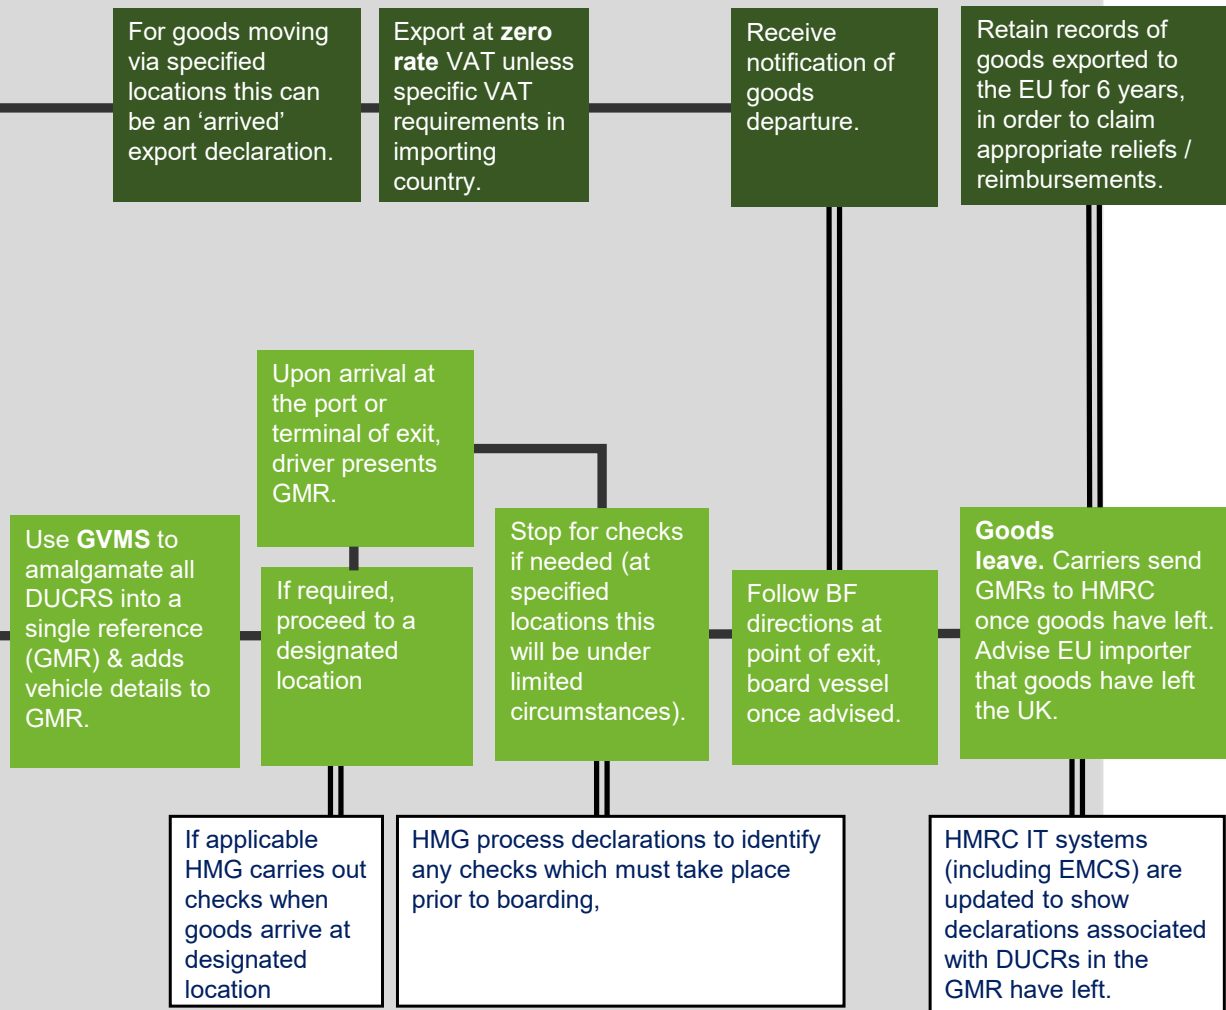 For goods moving
via specified
locations this can
be an ‘arrived’
export declaration.
Export at zero
rate VAT unless
specific VAT
requirements in
importing
country.
Receive
notification of
goods
departure.
Retain records of
goods exported to
the EU for 6 years,
in order to claim
appropriate reliefs /
reimbursements.
Use GVMS to
amalgamate all
DUCRS into a
single reference
(GMR) & adds
vehicle details to
GMR.
If required,
proceed to a
designated
location
Upon arrival at
the port or
terminal of exit,
driver presents
GMR.
Stop for checks
if needed (at
specified
locations this
will be under
limited
circumstances).
Follow BF
directions at
point of exit,
board vessel
once advised.
Goods
leave. Carriers send
GMRs to HMRC
once goods have left.
Advise EU importer
that goods have left
the UK.
If applicable
HMG carries out
checks when
goods arrive at
designated
location
HMG process declarations to identify
any checks which must take place
prior to boarding,
HMRC IT systems
(including EMCS) are
updated to show
declarations associated
with DUCRs in the
GMR have left.